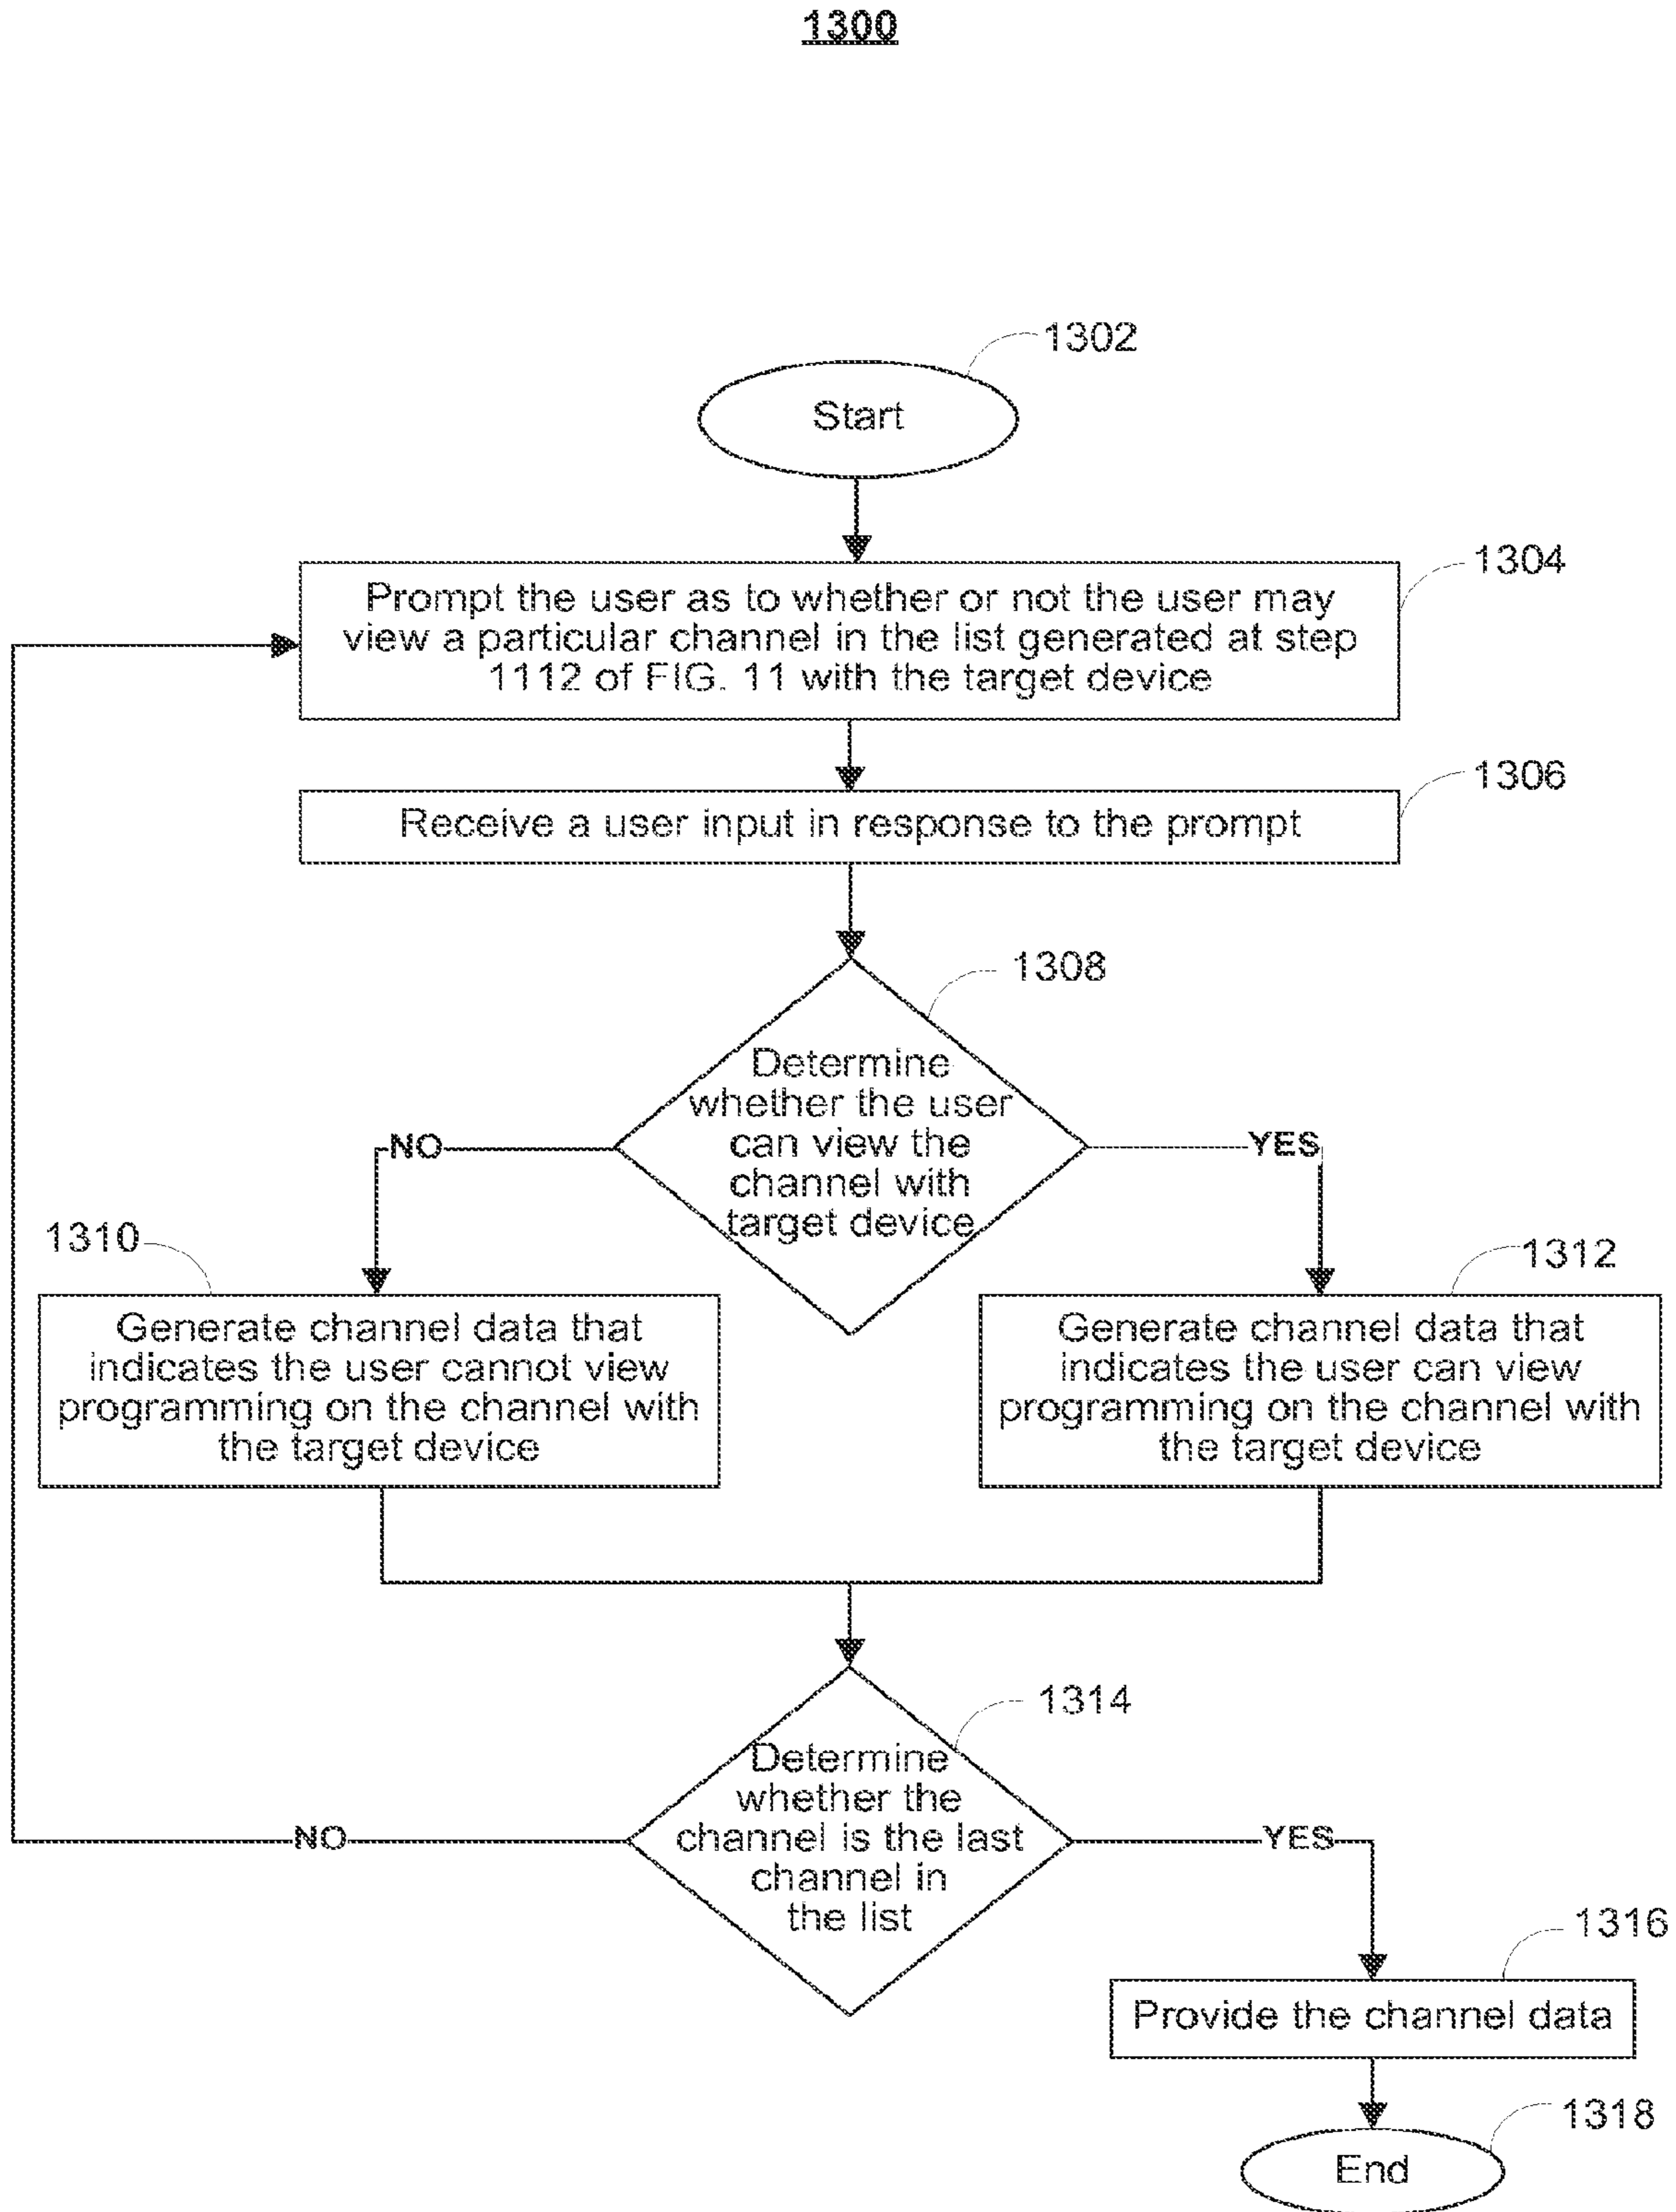 1300
1302
Start
1304
Prompt the user as to whether or not the user may
view a particular channel in the list generated at step
1112 of FIG. 11 with the target device
1306
Receive a user input in response to the prompt
1308
Determine
whether the user
can view the
channel with
target device
NO
YES
1310
1312
Generate channel data that
indicates the user cannot view
programming on the channel with
the target device
Generate channel data that
indicates the user can view
programming on the channel with
the target device
1314
Determine
whether the
channel is the last
channel in
the list
NO
YES
1316
Provide the channel data
1318
End